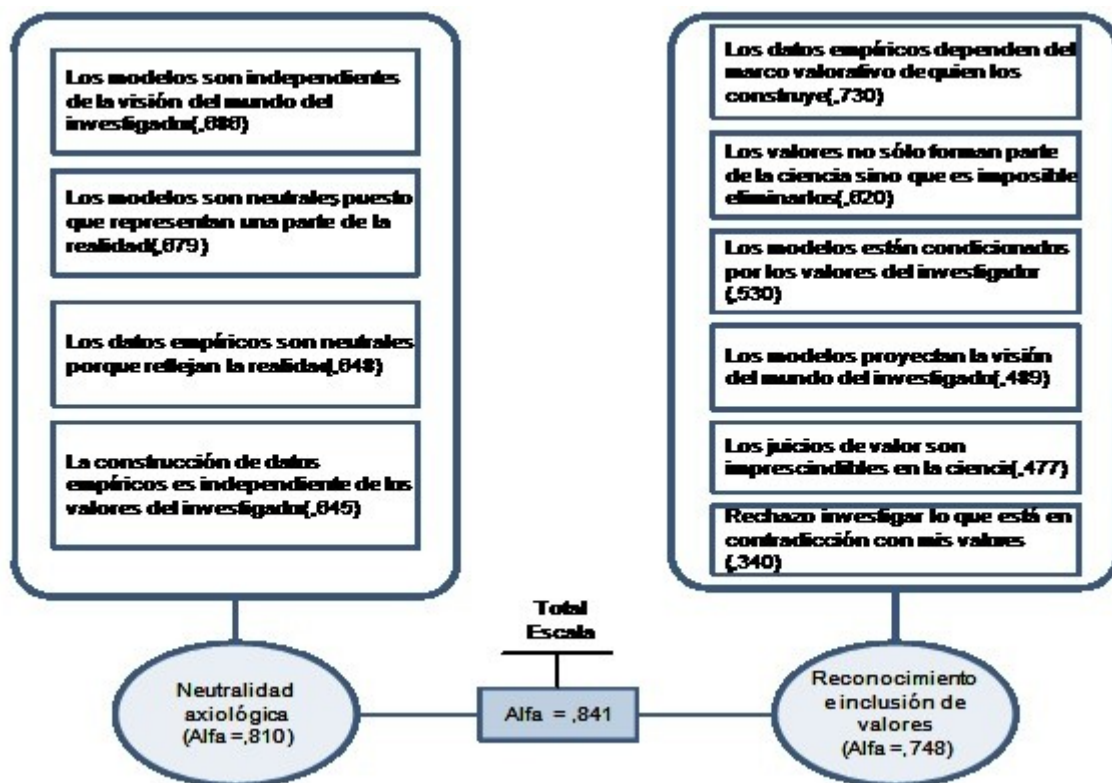 Los modelos son independientes
de la visión del mundo del
investigador(,686)
Los modelos son neutrales puesto
que representan una parte de la
realidad(,679)
Los datos empíricos son neutrales
porque reflejan la realidad(,648)
La construcción de datos
empíricos es independiente de los
valores del investigador(,645)
Neutralidad
axiológica
(Alfa =,810)
Total
Escala
Alfa = ,841
Los datos empíricos dependen del
marco valorativo de quien los
construye(,730)
Los valores no sólo forman parte
de la ciencia sino que es imposible
eliminarlos(,620)
Los modelos están condicionados
por los valores del investigador
(,530)
Los modelos proyectan la visión
del mundo del investigado(,489)
Los juicios de valor son
imprescindibles en la cienci(,477)
Rechazo investigar lo que está en
contradicción con mis valores
(,340)
Reconocimiento
e inclusión de
valores
(Alfa =,748)